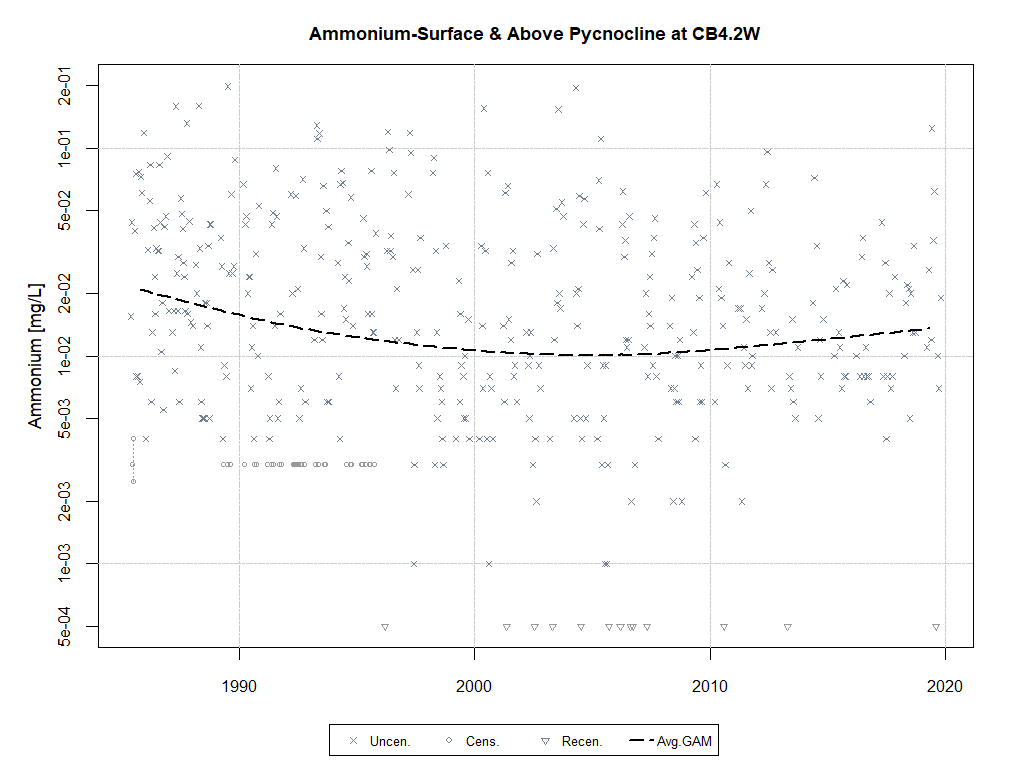 Ammonium-Surface & Above Pycnocline at CB4.2W
Ammonium [mg/L]
2e-01
1e-01
5e-02
2e-02
1e-02
5e-03
2e-03
1e-03
5e-04
1990 2000 2010 2020
Uncen. Cens. Recen. Avg.GAM